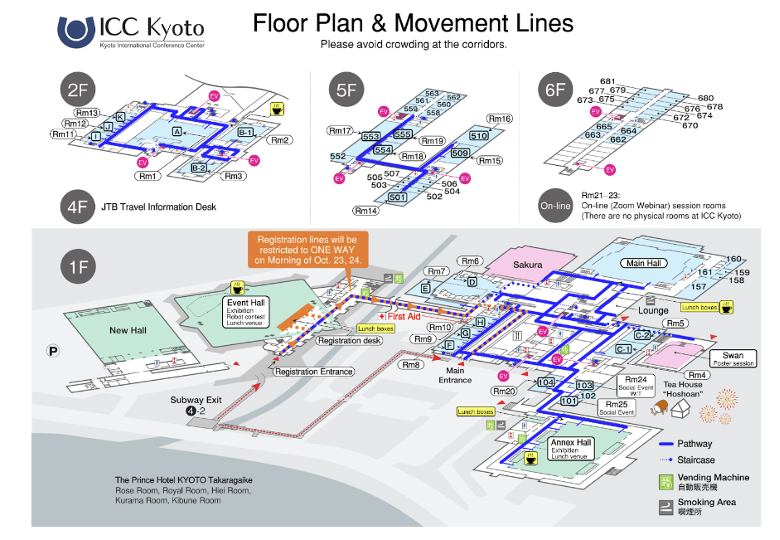 ICC Kyoto
Kyoto International Conference Center
Floor Plan & Movement Lines
Please avoid crowding at the corridors.
2F
EV
Rm13
Rm12
Rm11
K
J
I
A
B-1
B-2
Rm2
EV
EV
Rm1
Rm3
5F
563
562
561
560
559
558
EV
Rm17
Rm16
553
555
510
Rm19
554
552
Rm18
509
Rm15
EV
507
505
503
EV
506
504
502
501
Rm14
6F
681
677 679
673 675
680
678
676
674
672
670
EV
665
663
664
662
EV
4F
JTB Travel Information Desk
On-line
Rm21–23:
On-line (Zoom Webinar) session rooms
(There are no physical rooms at ICC Kyoto)
1F
Registration lines will be
restricted to ONE WAY
on Morning of Oct. 23, 24.
Rm6
Rm7
E
D
Sakura
Main Hall
160
161
159
158
157
Event Hall
Exhibition
Robot contest
Lunch venue
New Hall
P
First Aid
Lunch boxes
Registration desk
Registration Entrance
Rm10
Rm9
Rm8
H
G
F
Main
Entrance
EV
EV
EV
Lounge
Lunch boxes
Rm5
C-2
C-1
Swan
Poster session
Rm4
Subway Exit
4-2
Rm20
104
103
102
101
Rm24
Social Event
W/T
Rm25
Social Event
Tea House
"Hoshoan"
Lunch boxes
Annex Hall
Exhibition
Lunch venue
Pathway
Staircase
Vending Machine
自動販売機
Smoking Area
喫煙所
The Prince Hotel KYOTO Takaragaike
Rose Room, Royal Room, Hiei Room,
Kurama Room, Kibune Room